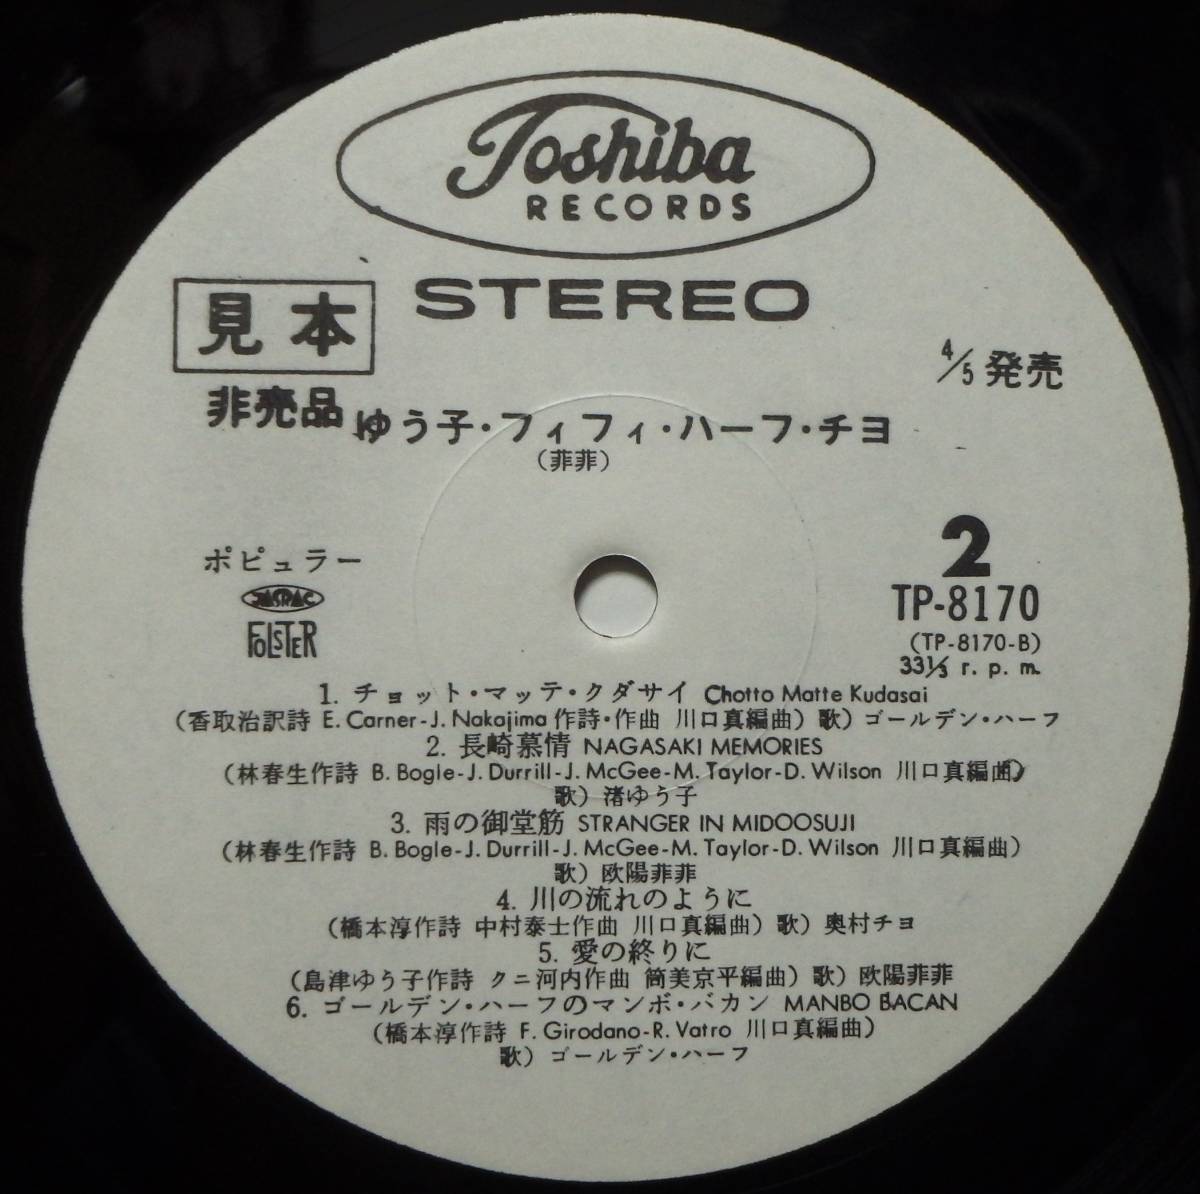 Toshiba
RECORDS
STEREO
見本
4/5 発売
非売品
ゆう子・フィフィ・ハーフ・チヨ
(菲菲)
2
ポピュラー
JASRAC
TP-8170
FOLSTER
(TP-8170-B)
33⅓ r. p. m.
1. チョット・マッテ・クダサイ Chotto Matte Kudasai
(香取治訳詩 E. Carner-J. Nakajima 作詩・作曲 川口真編曲) 歌) ゴールデン・ハーフ
2. 長崎慕情 NAGASAKI MEMORIES
(林春生作詩 B. Bogle-J. Durrill-J. McGee-M. Taylor-D. Wilson 川口真編曲)
歌) 渚ゆう子
3. 雨の御堂筋 STRANGER IN MIDOOSUJI
(林春生作詩 B. Bogle-J. Durrill-J. McGee-M. Taylor-D. Wilson 川口真編曲)
歌) 欧陽菲菲
4. 川の流れのように
(橋本淳作詩 中村泰士作曲 川口真編曲) 歌) 奥村チヨ
5. 愛の終りに
(島津ゆう子作詩 クニ河内作曲 筒美京平編曲) 歌) 欧陽菲菲
6. ゴールデン・ハーフのマンボ・バカン MANBO BACAN
(橋本淳作詩 F. Girodano-R. Vatro 川口真編曲)
歌) ゴールデン・ハーフ